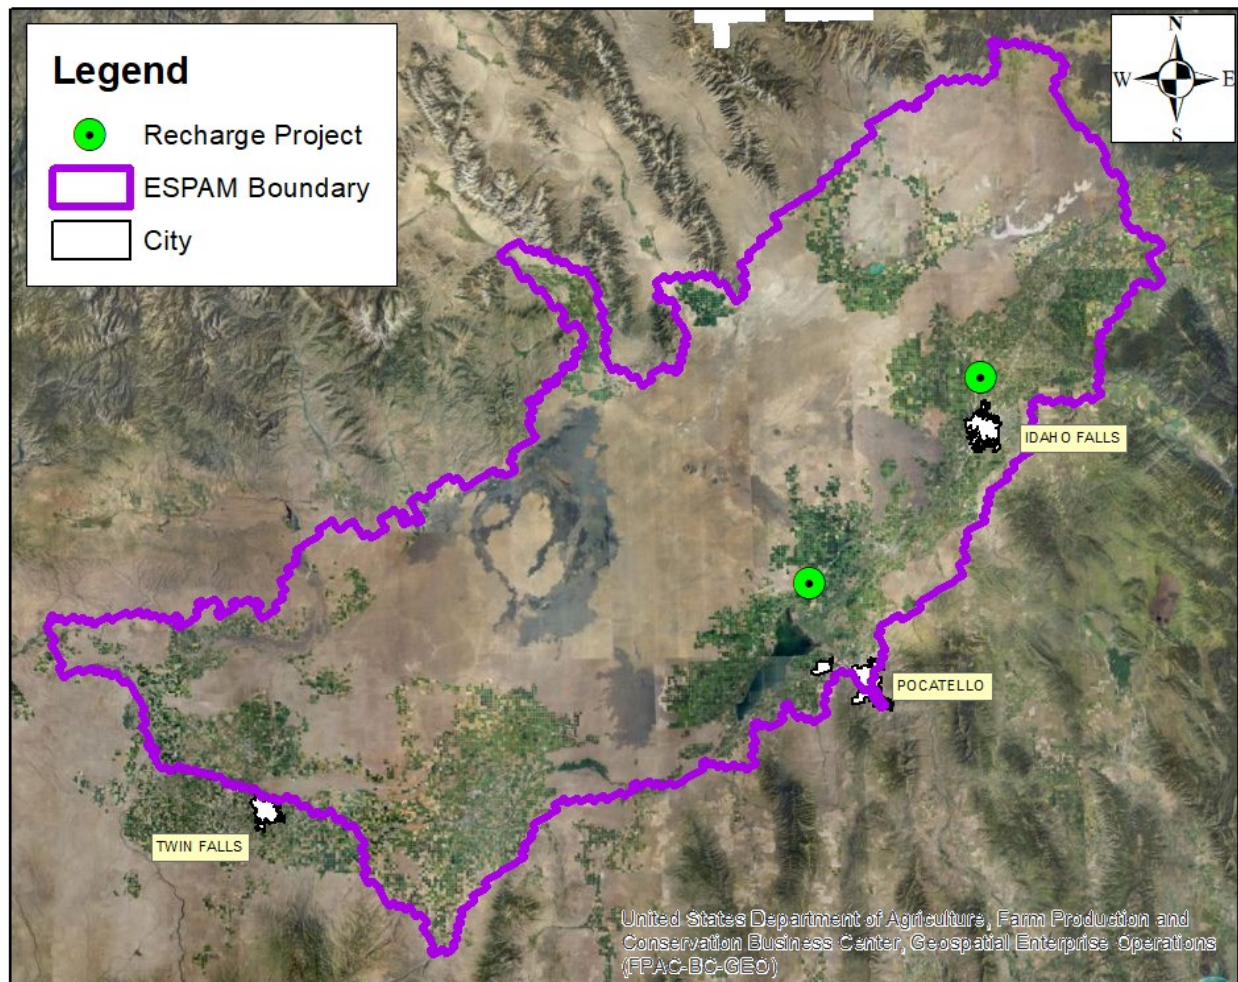 Legend
Recharge Project
ESPAM Boundary
City
N
W E
S
IDAHO FALLS
POCATELLO
TWIN FALLS
United States Department of Agriculture, Farm Production and
Conservation Business Center, Geospatial Enterprise Operations
(FPAC-BC-GEO)